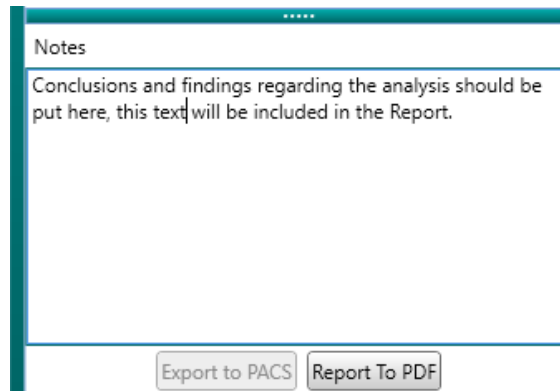 Notes
Conclusions and findings regarding the analysis should be
put here, this text will be included in the Report.
Export to PACS Report To PDF